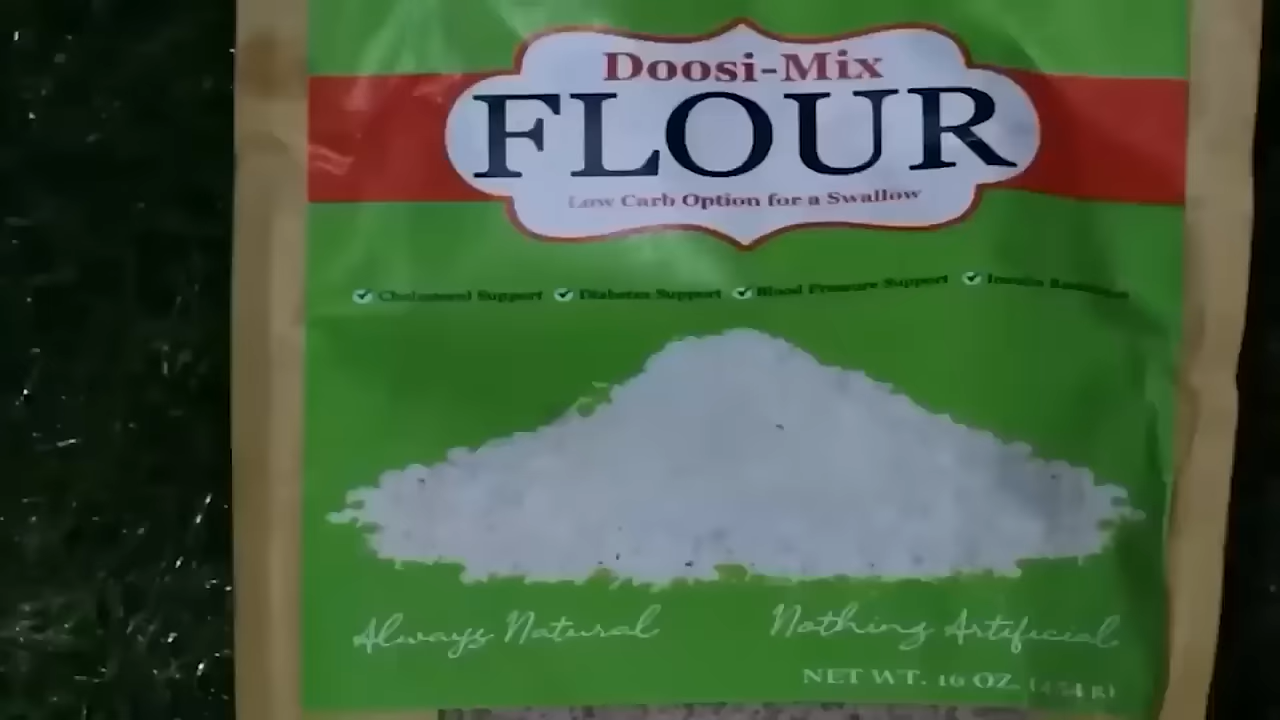 Doosi-Mix
FLOUR
Low Carb Option for a Swallow
Cholesterol Support Diabetes Support Blood Pressure Support Insulin
Always Natural Nothing Artificial
NET WT. 16 OZ. (454 g)